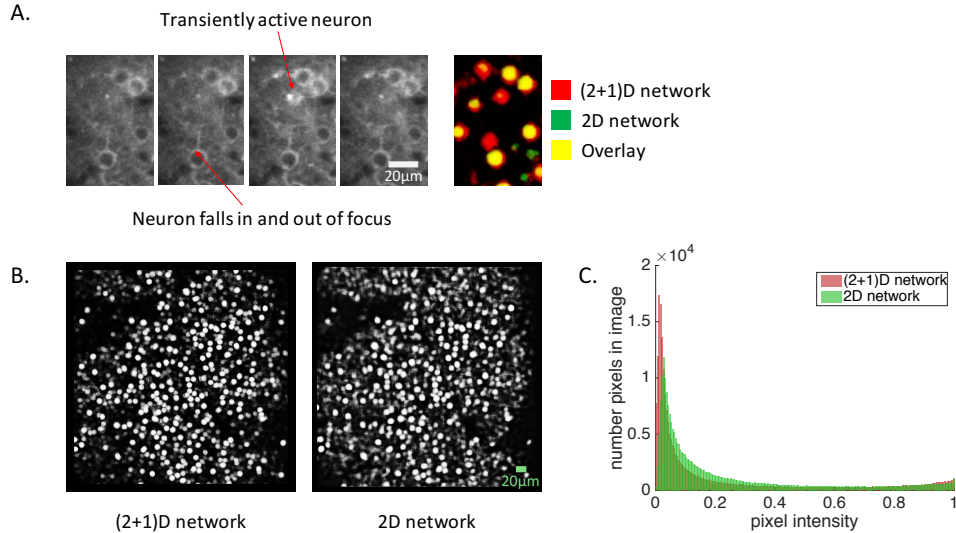 A.
Transiently active neuron
(2+1)D network
2D network
Overlay
20µm
Neuron falls in and out of focus
B.
20µm
(2+1)D network
2D network
C.
×10⁴
2
1.5
1
0.5
0
number pixels in image
(2+1)D network
2D network
0
0.2
0.4
0.6
0.8
1
pixel intensity